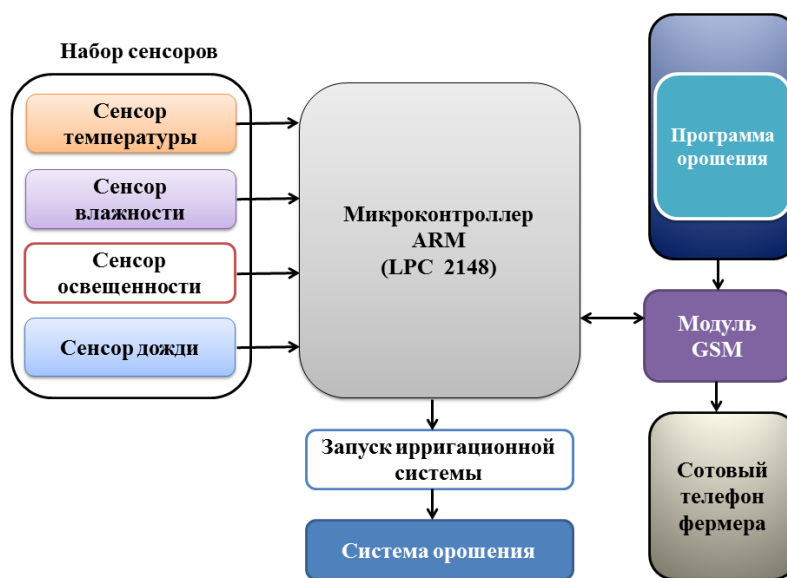 Набор сенсоров
Сенсор
температуры
Сенсор
влажности
Сенсор
освещенности
Сенсор дожди
Микроконтроллер
ARM
(LPC 2148)
Запуск ирригационной
системы
Система орошения
Программа
орошения
Модуль
GSM
Сотовый
телефон
фермера